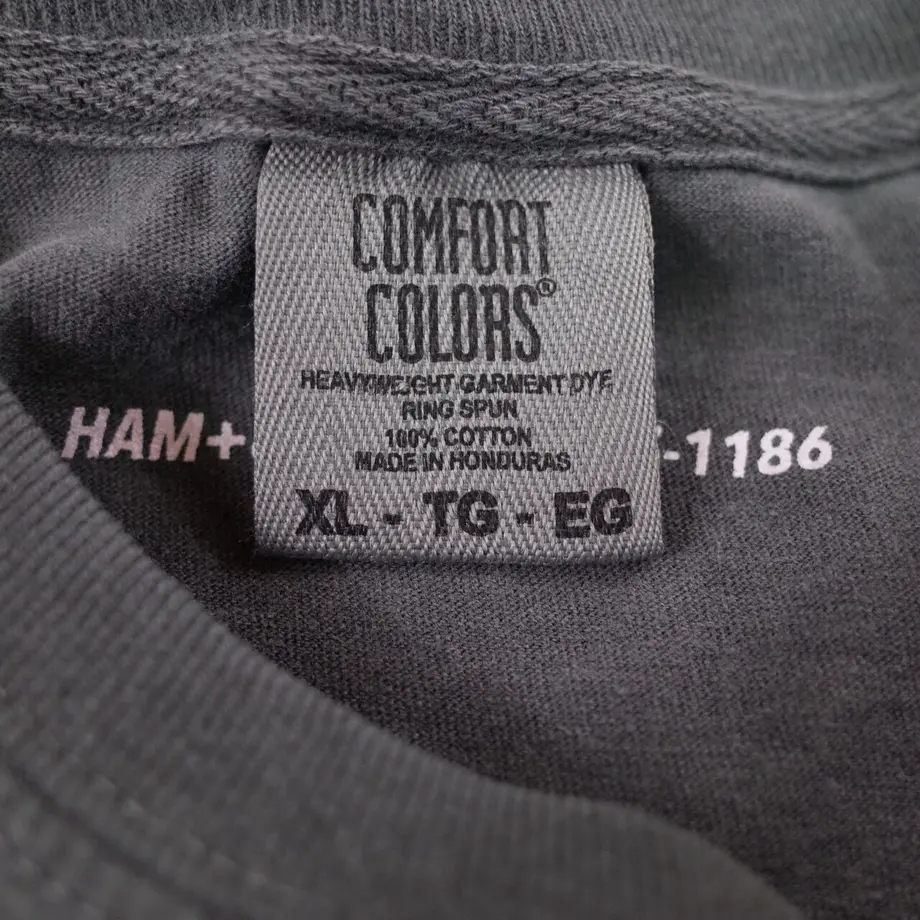 COMFORT
COLORS®
HEAVYWEIGHT GARMENT DYE
RING SPUN
100% COTTON
MADE IN HONDURAS
HAM+
-1186
XL - TG - EG